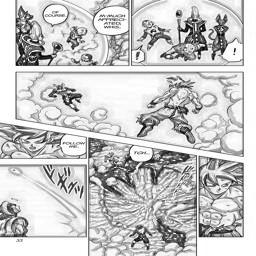 !
!
M-MUCH
APPRECI-
ATED,
WHIS.
OF
COURSE.
FOLLOW
ME.
TCH...
33